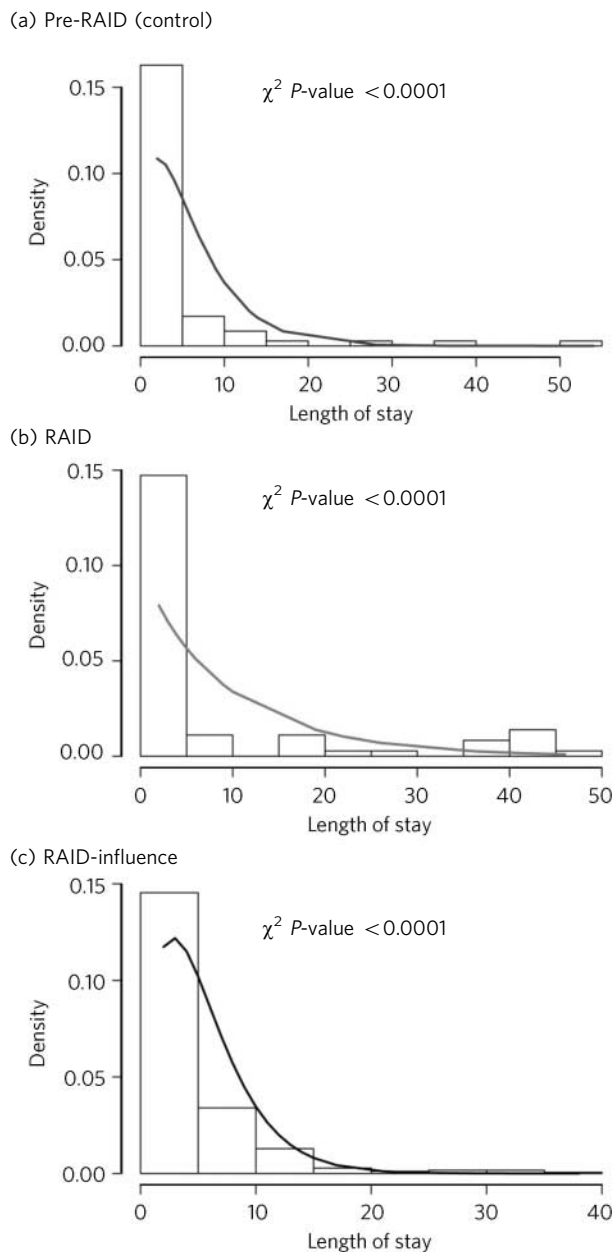 (a) Pre-RAID (control)
χ² P-value <0.0001
Density
0.15
0.10
0.05
0.00
0 10 20 30 40 50
Length of stay
(b) RAID
χ² P-value <0.0001
Density
0.15
0.10
0.05
0.00
0 10 20 30 40 50
Length of stay
(c) RAID-influence
χ² P-value <0.0001
Density
0.15
0.10
0.05
0.00
0 10 20 30 40
Length of stay